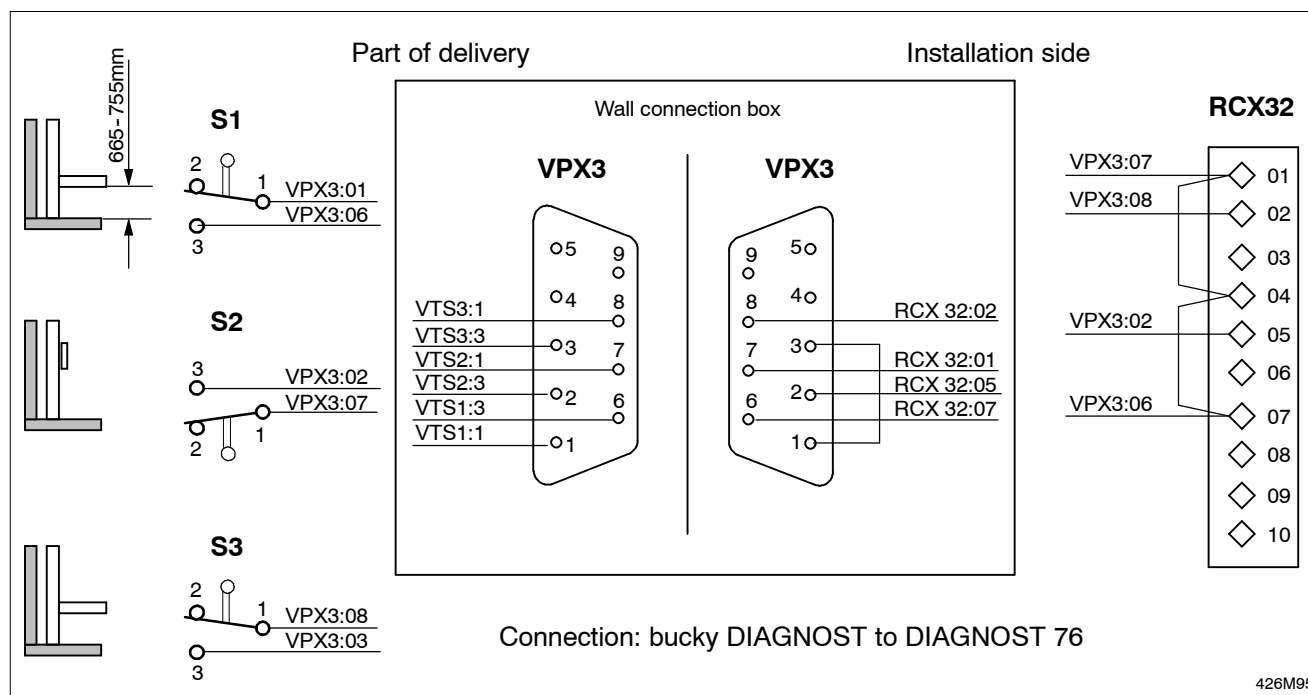 Part of delivery
Installation side
665-755mm
S1
2
1
VPX3:01
VPX3:06
3
S2
3
VPX3:02
VPX3:07
1
2
S3
2
1
VPX3:08
VPX3:03
3
Wall connection box
VPX3
5
9
4
8
VTS3:1
3
VTS3:3
7
VTS2:1
2
VTS2:3
6
VTS1:3
1
VTS1:1
VPX3
5
9
4
8
RCX 32:02
3
7
RCX 32:01
2
RCX 32:05
6
RCX 32:07
1
RCX32
VPX3:07
01
VPX3:08
02
03
04
VPX3:02
05
06
VPX3:06
07
08
09
10
Connection: bucky DIAGNOST to DIAGNOST 76